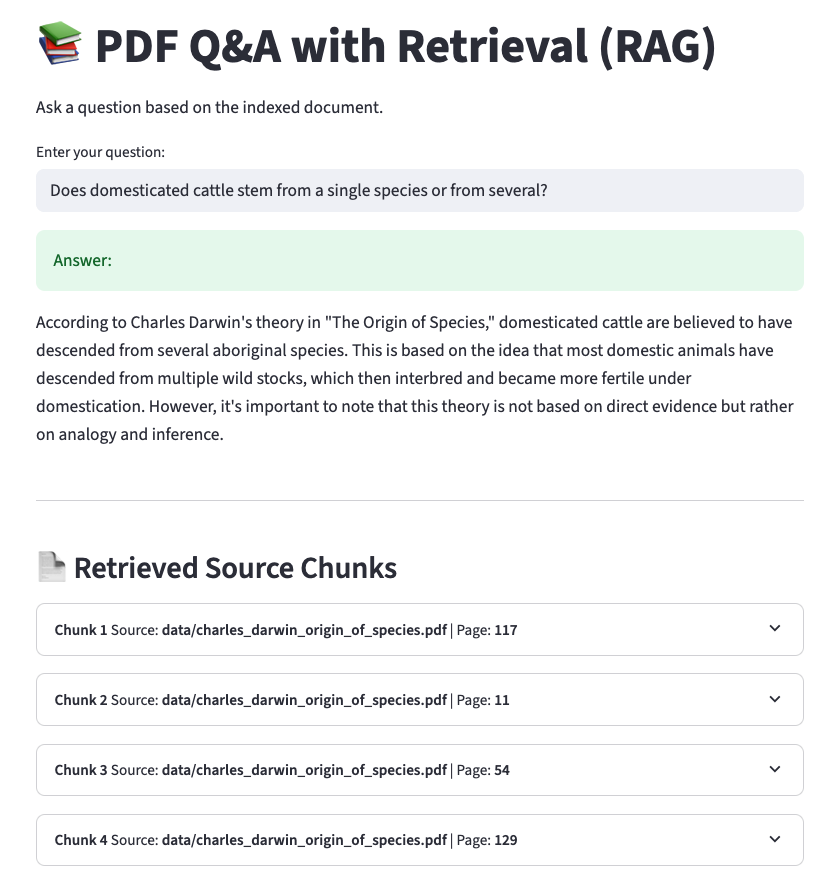 PDF Q&A with Retrieval (RAG)
Ask a question based on the indexed document.
Enter your question:
Does domesticated cattle stem from a single species or from several?
Answer:
According to Charles Darwin's theory in "The Origin of Species," domesticated cattle are believed to have
descended from several aboriginal species. This is based on the idea that most domestic animals have
descended from multiple wild stocks, which then interbred and became more fertile under
domestication. However, it's important to note that this theory is not based on direct evidence but rather
on analogy and inference.
Retrieved Source Chunks
Chunk 1 Source: data/charles_darwin_origin_of_species.pdf | Page: 117
Chunk 2 Source: data/charles_darwin_origin_of_species.pdf | Page: 11
Chunk 3 Source: data/charles_darwin_origin_of_species.pdf | Page: 54
Chunk 4 Source: data/charles_darwin_origin_of_species.pdf | Page: 129